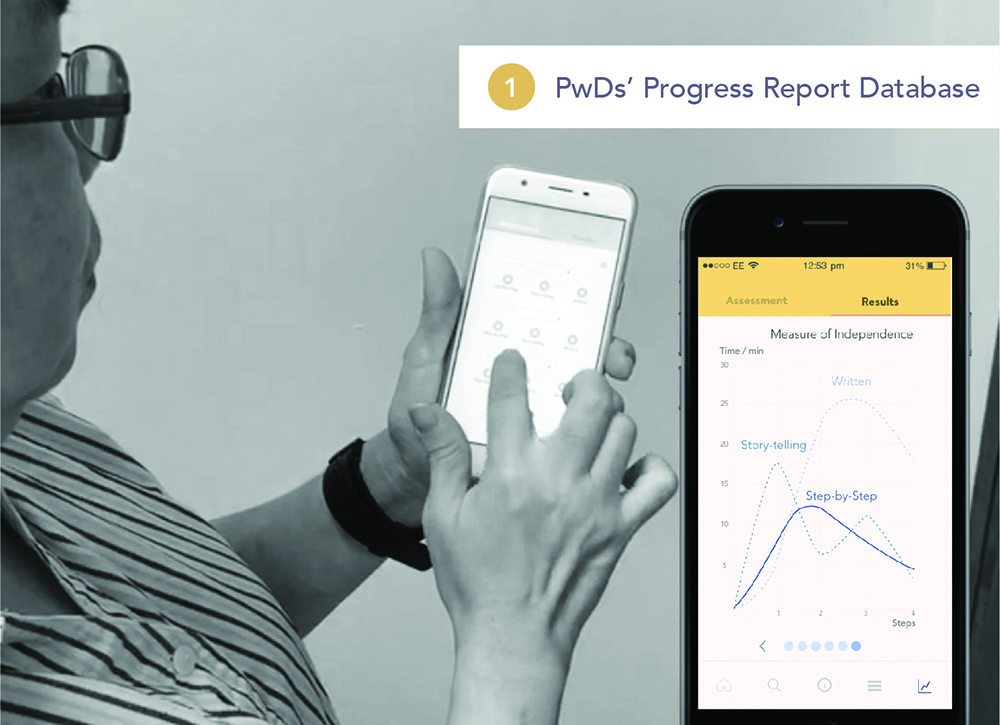 1 PwDs’ Progress Report Database
EE 12:53 pm 31%
Assessment Results
Measure of Independence
Time / min
30
Written
25
20
Story-telling
15
Step-by-Step
10
5
1 2 3 4
Steps